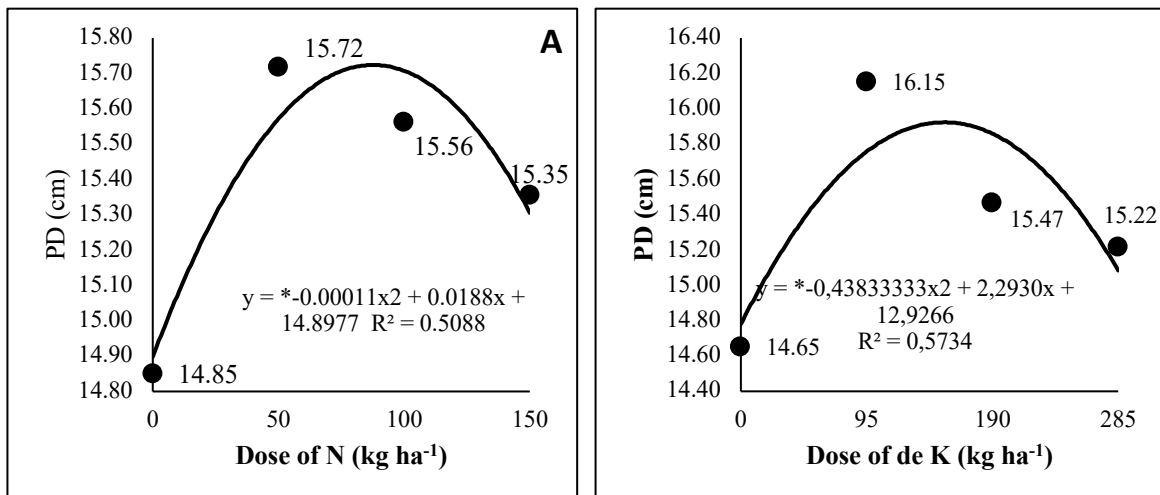 A
PD (cm)
15.80
15.70
15.60
15.50
15.40
15.30
15.20
15.10
15.00
14.90
14.80
15.72
15.56
15.35
14.85
y = *-0.00011x2 + 0.0188x +
14.8977 R² = 0.5088
0 50 100 150
Dose of N (kg ha-1)
PD (cm)
16.40
16.20
16.00
15.80
15.60
15.40
15.20
15.00
14.80
14.60
14.40
16.15
15.47
15.22
14.65
y = *-0,43833333x2 + 2,2930x +
12,9266
R² = 0,5734
0 95 190 285
Dose of de K (kg ha-1)